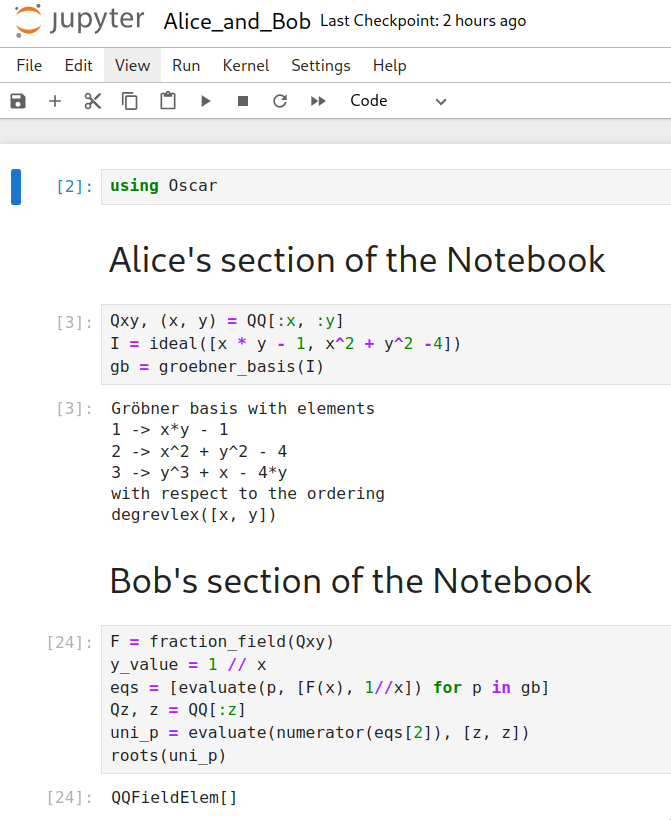 jupyter Alice_and_Bob Last Checkpoint: 2 hours ago
File Edit View Run Kernel Settings Help
Code
[2]: using Oscar
Alice's section of the Notebook
[3]: Qxy, (x, y) = QQ[:x, :y]
I = ideal([x * y - 1, x^2 + y^2 -4])
gb = groebner_basis(I)
[3]: Gröbner basis with elements
1 -> x*y - 1
2 -> x^2 + y^2 - 4
3 -> y^3 + x - 4*y
with respect to the ordering
degrevlex([x, y])
Bob's section of the Notebook
[24]: F = fraction_field(Qxy)
y_value = 1 // x
eqs = [evaluate(p, [F(x), 1//x]) for p in gb]
Qz, z = QQ[:z]
uni_p = evaluate(numerator(eqs[2]), [z, z])
roots(uni_p)
[24]: QQFieldElem[]